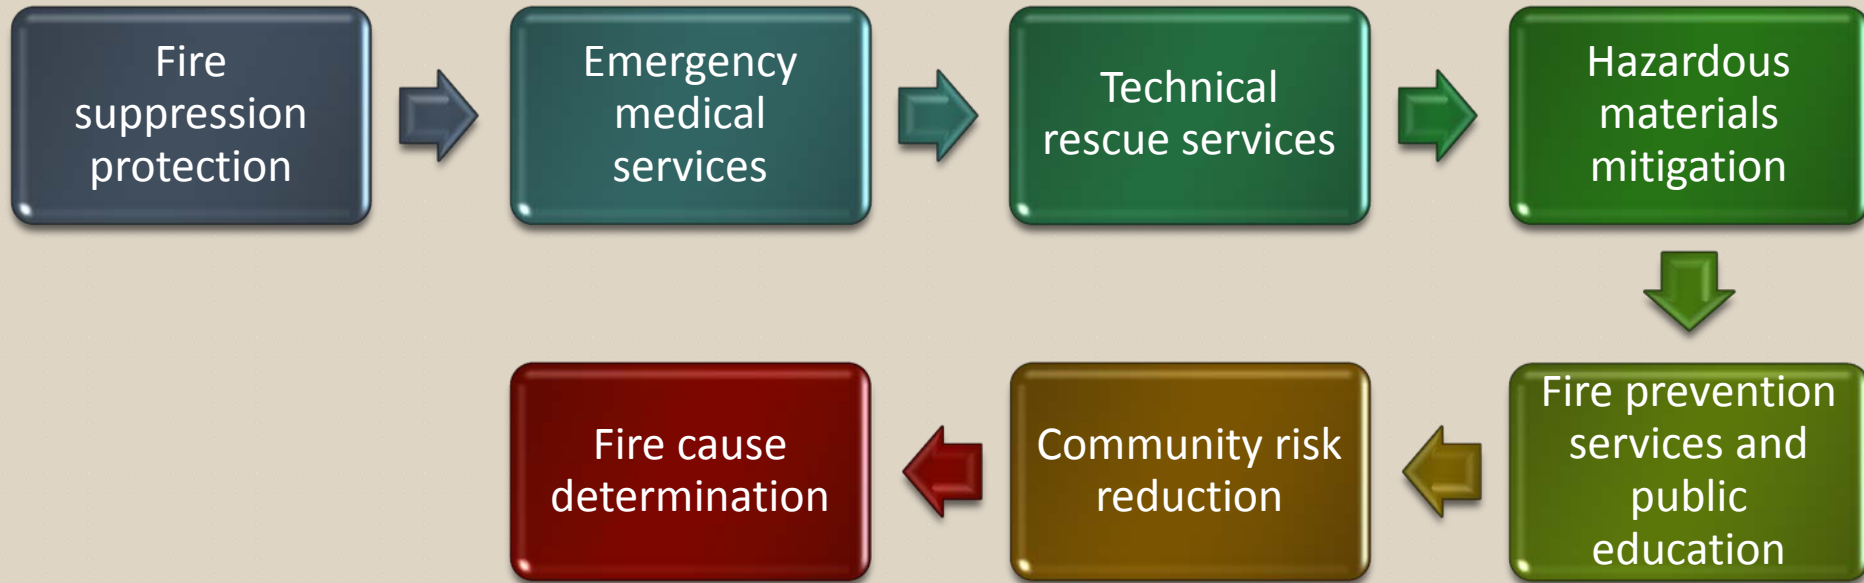 Fire
suppression
protection
Emergency
medical
services
Technical
rescue services
Hazardous
materials
mitigation
Fire prevention
services and
public
education
Community risk
reduction
Fire cause
determination